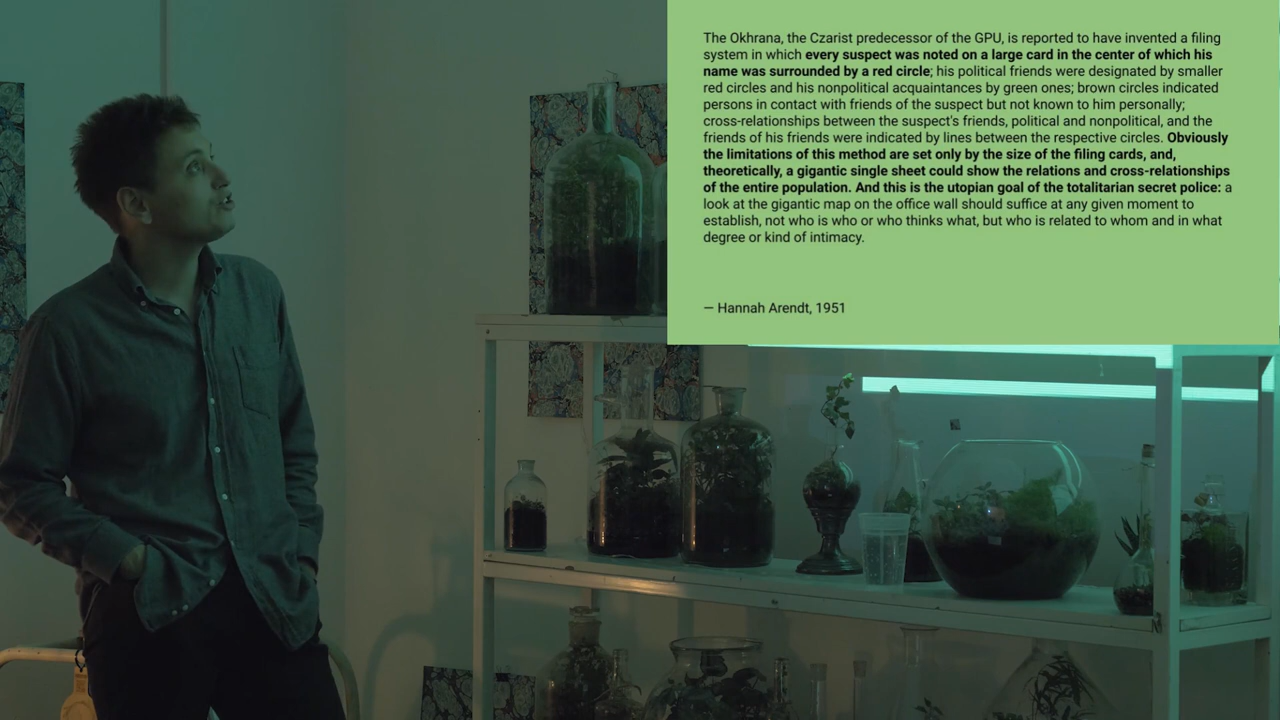 The Okhrana, the Czarist predecessor of the GPU, is reported to have invented a filing
system in which every suspect was noted on a large card in the center of which his
name was surrounded by a red circle; his political friends were designated by smaller
red circles and his nonpolitical acquaintances by green ones; brown circles indicated
persons in contact with friends of the suspect but not known to him personally;
cross-relationships between the suspect's friends, political and nonpolitical, and the
friends of his friends were indicated by lines between the respective circles. Obviously
the limitations of this method are set only by the size of the filing cards, and,
theoretically, a gigantic single sheet could show the relations and cross-relationships
of the entire population. And this is the utopian goal of the totalitarian secret police: a
look at the gigantic map on the office wall should suffice at any given moment to
establish, not who is who or who thinks what, but who is related to whom and in what
degree or kind of intimacy.
— Hannah Arendt, 1951